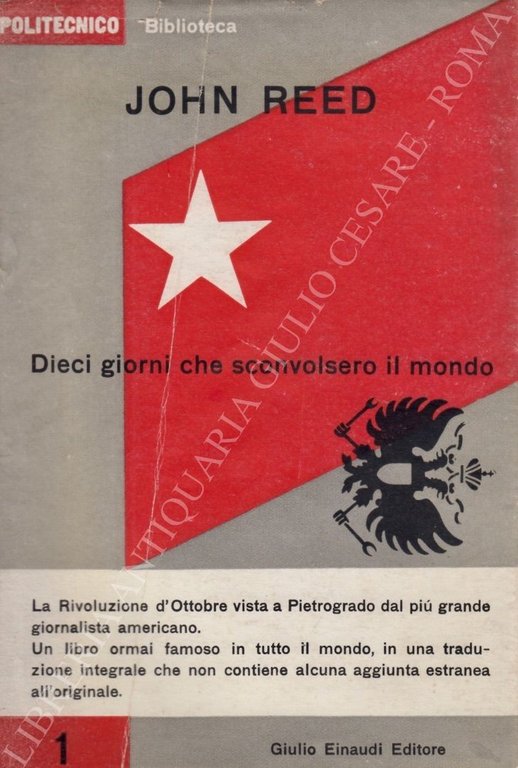 POLITECNICO Biblioteca
JOHN REED
Dieci giorni che sconvolsero il mondo
La Rivoluzione d'Ottobre vista a Pietrogrado dal piú grande
giornalista americano.
Un libro ormai famoso in tutto il mondo, in una tradu-
zione integrale che non contiene alcuna aggiunta estranea
all'originale.
1
Giulio Einaudi Editore
LIBRERIA ANTIQUARIA GIULIO CESARE - ROMA